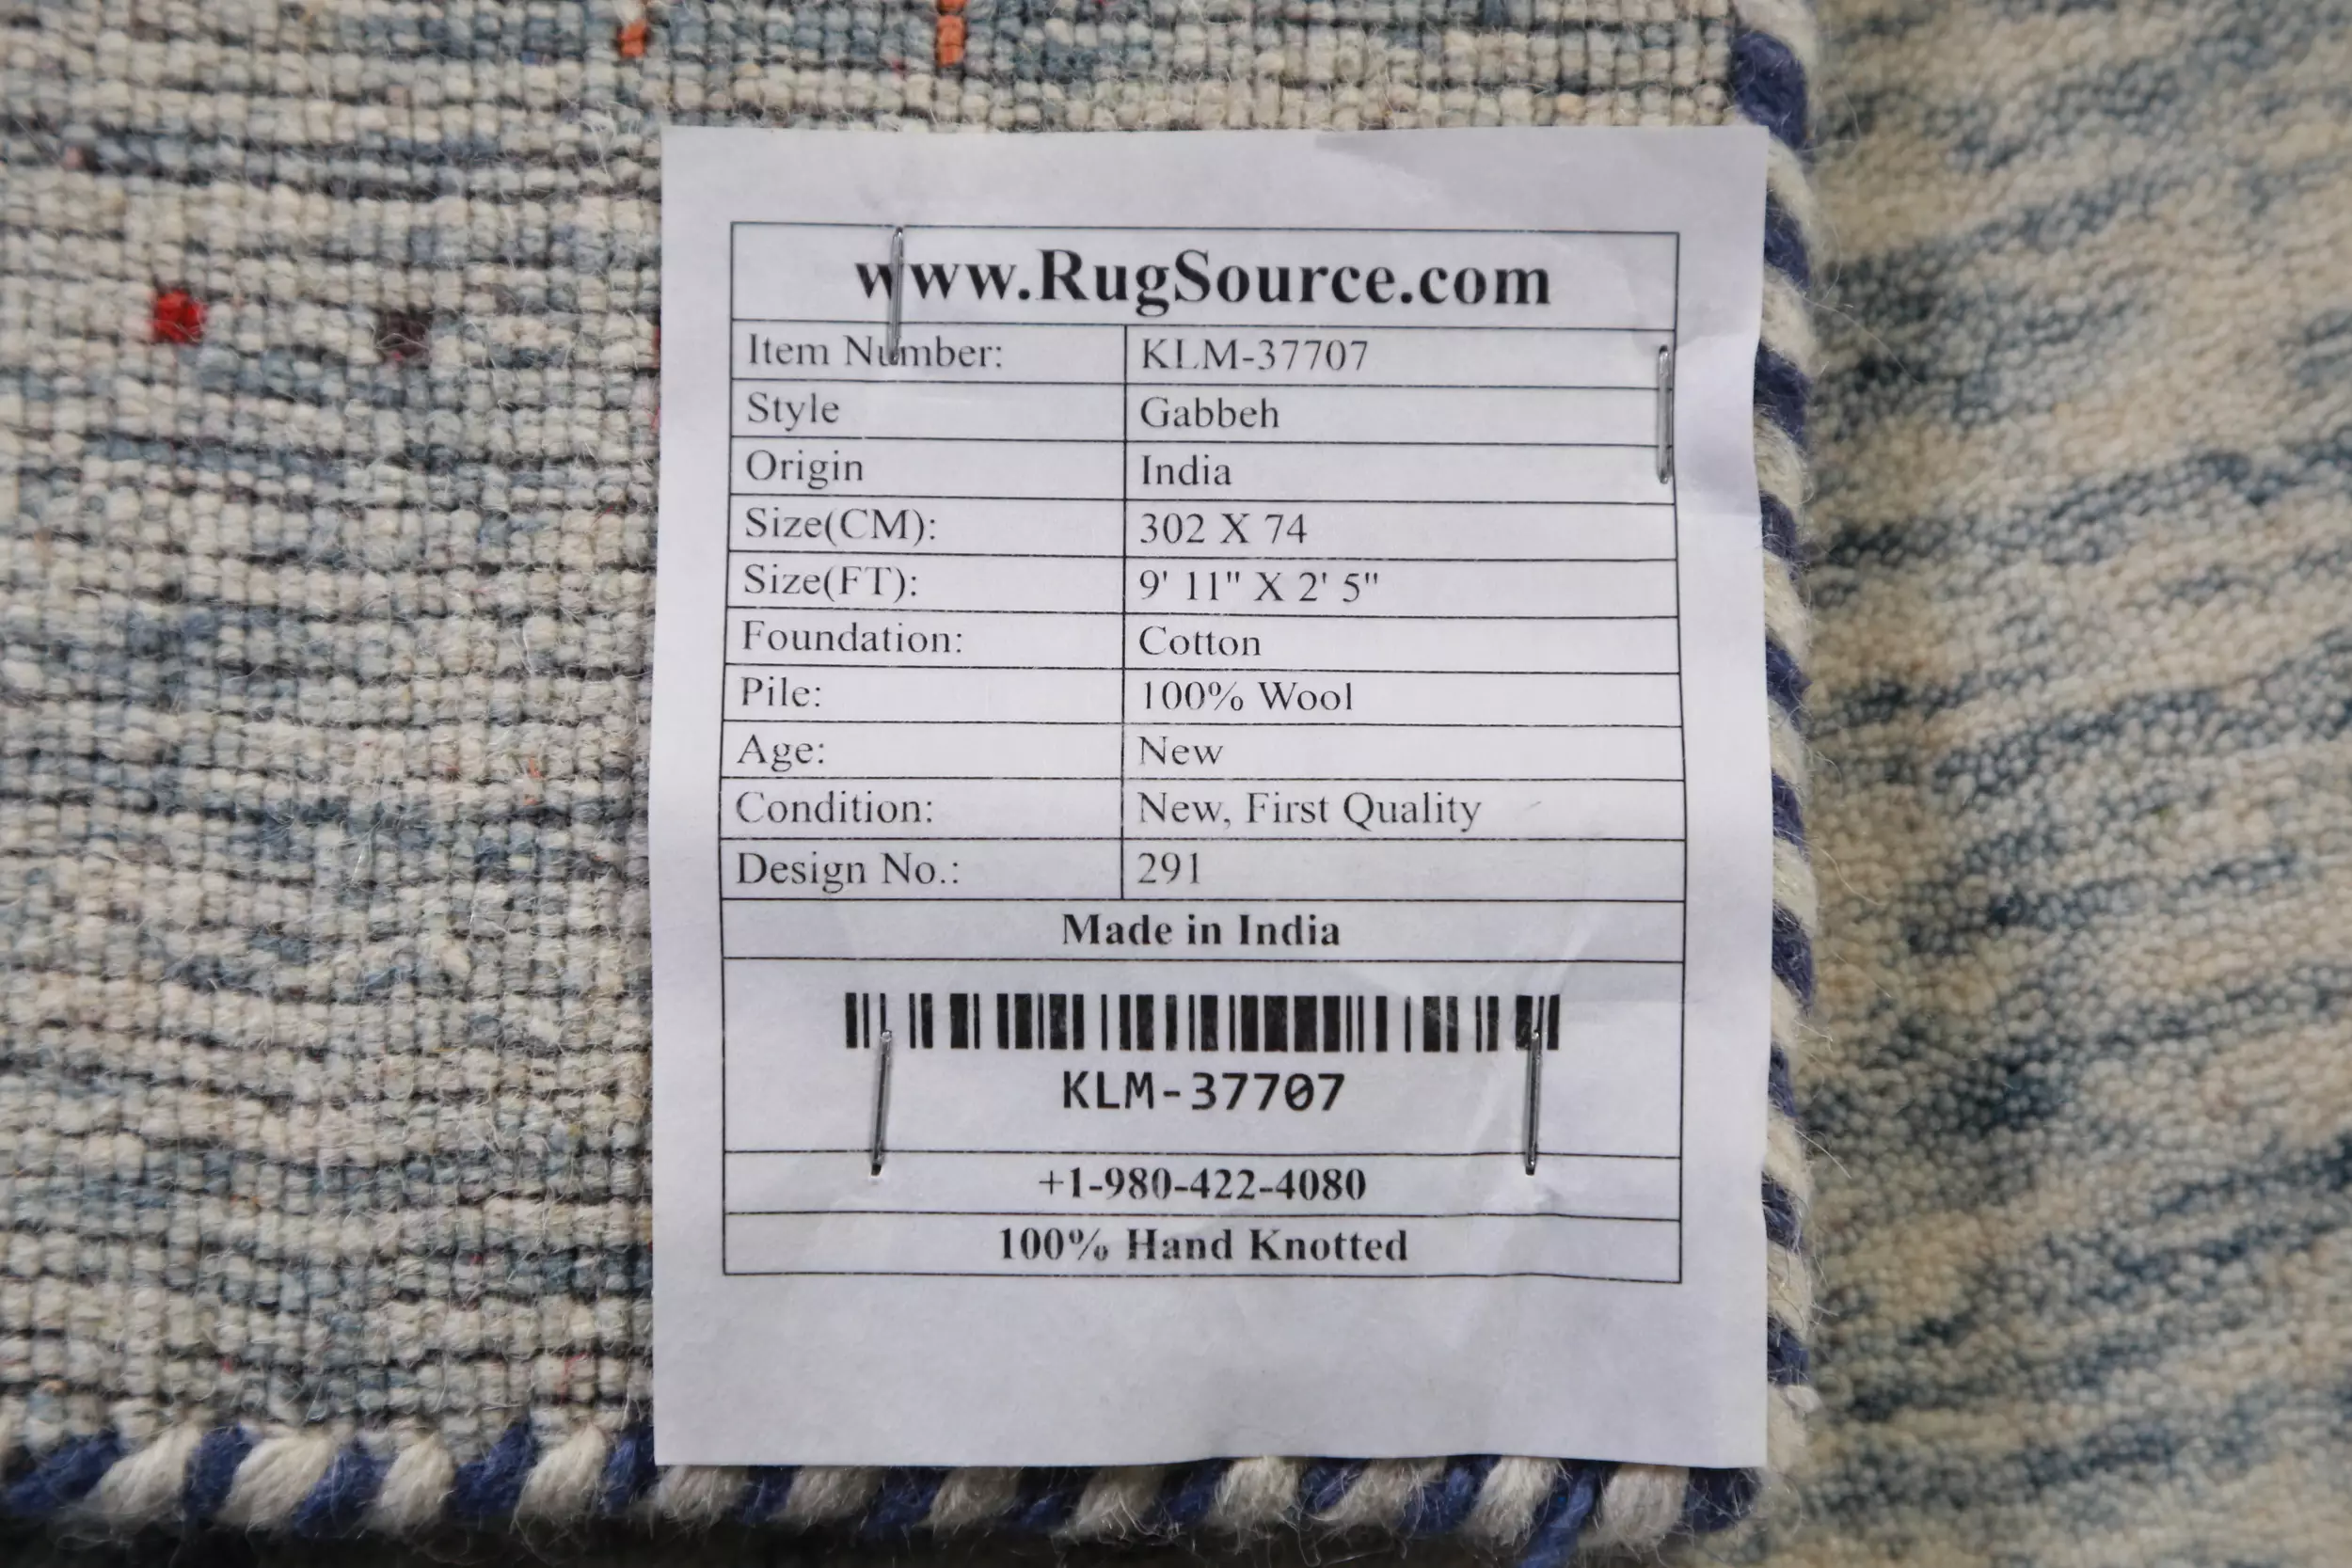 www.RugSource.com
Item Number: KLM-37707
Style Gabbeh
Origin India
Size(CM): 302 X 74
Size(FT): 9' 11" X 2' 5"
Foundation: Cotton
Pile: 100% Wool
Age: New
Condition: New, First Quality
Design No.: 291
Made in India
KLM-37707
+1-980-422-4080
100% Hand Knotted